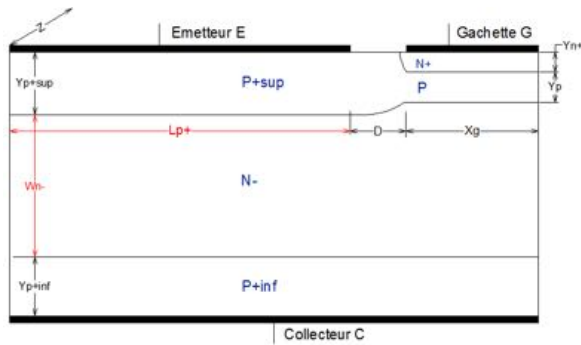 Z
Emetteur E
Gachette G
Yn+
N+
Yp+sup
P+sup
P
Yp
Lp+
D
Xg
Wn-
N-
Yp+inf
P+inf
Collecteur C